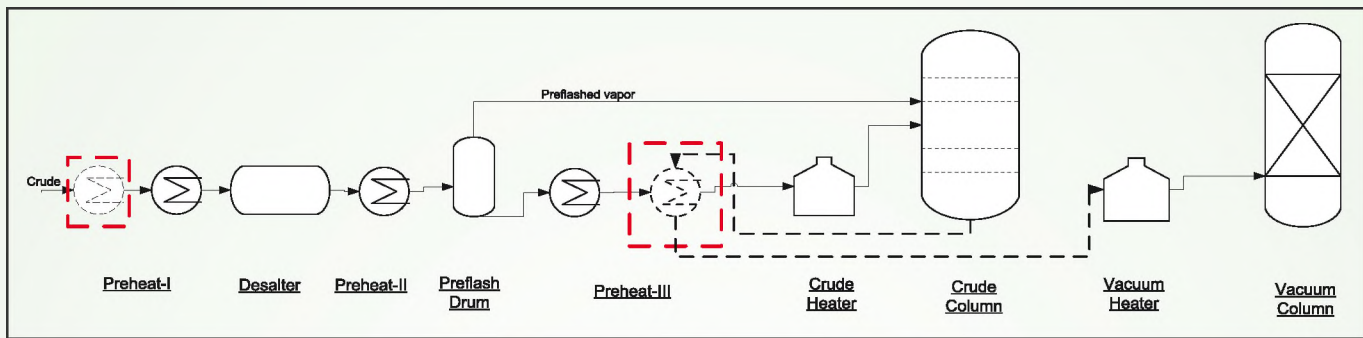 Preflashed vapor
Crude
Preheat-I
Desalter
Preheat-II
Preflash
Drum
Preheat-III
Crude
Heater
Crude
Column
Vacuum
Heater
Vacuum
Column